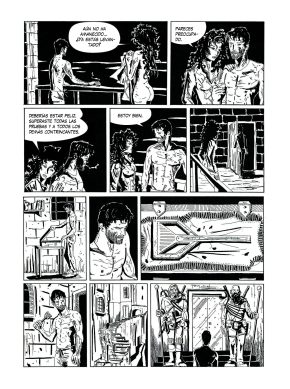 AÚN NO HA
AMANECIDO...
¿YA ESTÁS LEVAN-
TADO?
PARECES
PREOCUPA-
DO.
DEBERÍAS ESTAR FELIZ.
SUPERASTE TODAS LAS
PRUEBAS Y A TODOS LOS
DEMÁS CONTRINCANTES.
ESTOY BIEN.